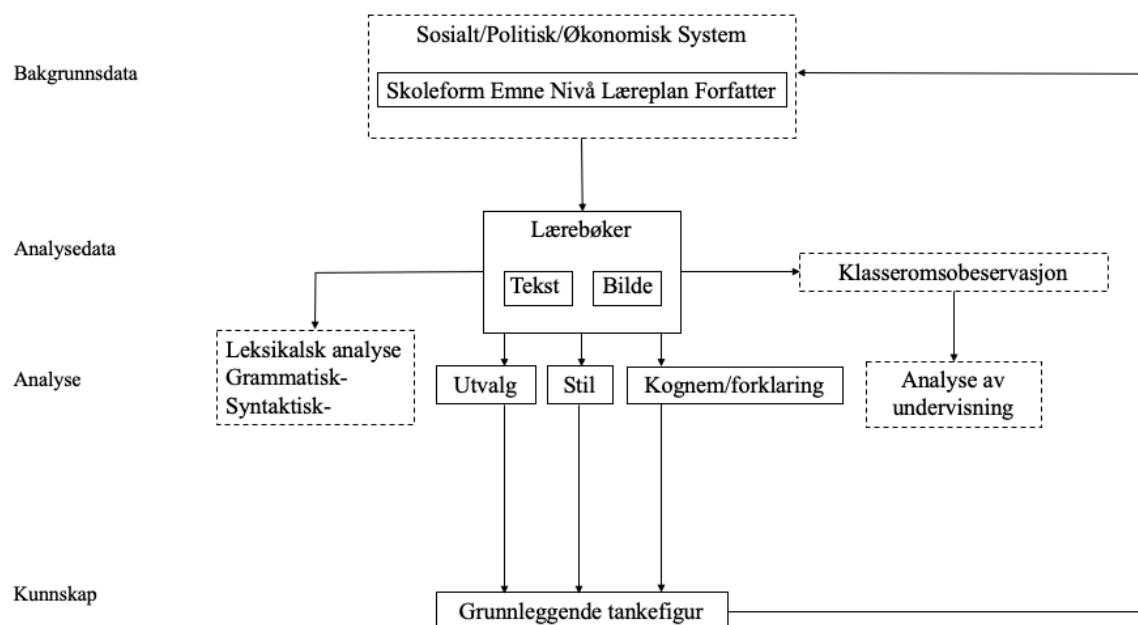 Sosialt/Politisk/Økonomisk System
Bakgrunnsdata
Skoleform Emne Nivå Læreplan Forfatter
Lærebøker
Analysedata
Klasseromsobeservasjon
Tekst
Bilde
Leksikalsk analyse
Grammatisk-
Syntaktisk-
Analyse
Utvalg
Stil
Kognem/forklaring
Analyse av
undervisning
Kunnskap
Grunnleggende tankefigur